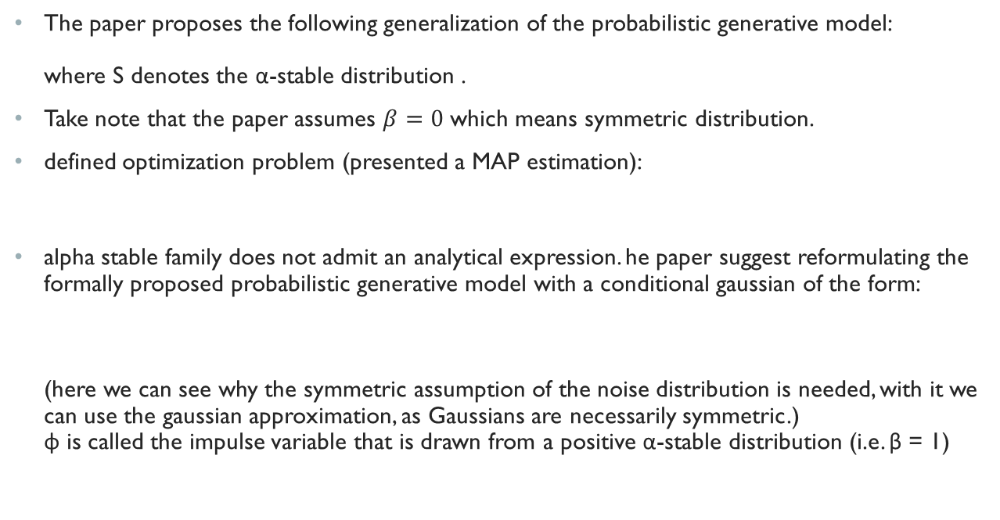 • The paper proposes the following generalization of the probabilistic generative model:
where S denotes the α-stable distribution .
• Take note that the paper assumes β = 0 which means symmetric distribution.
• defined optimization problem (presented a MAP estimation):
• alpha stable family does not admit an analytical expression. he paper suggest reformulating the
formally proposed probabilistic generative model with a conditional gaussian of the form:
(here we can see why the symmetric assumption of the noise distribution is needed, with it we
can use the gaussian approximation, as Gaussians are necessarily symmetric.)
ϕ is called the impulse variable that is drawn from a positive α-stable distribution (i.e. β = 1)